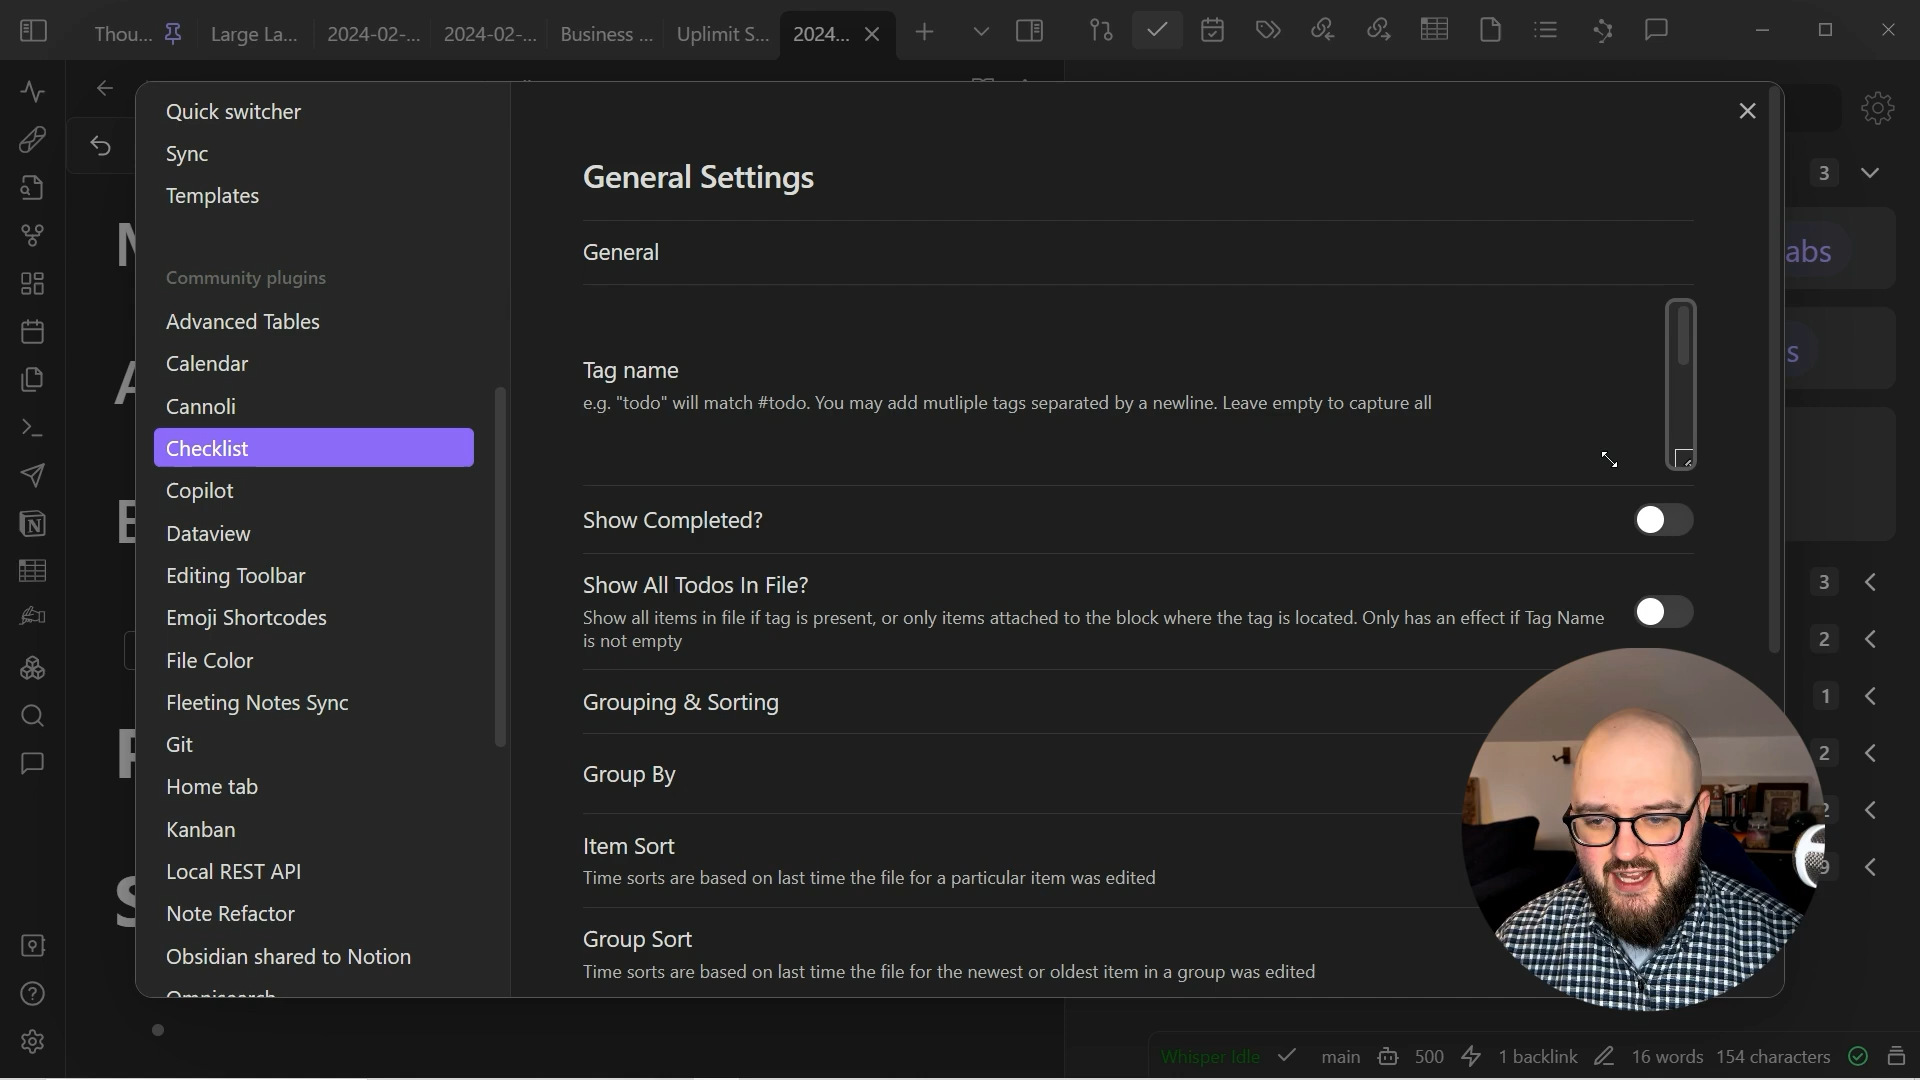 Thou...
Large La...
2024-02-...
2024-02-...
Business ...
Uplimit S...
2024...
Quick switcher
Sync
Templates
Community plugins
Advanced Tables
Calendar
Cannoli
Checklist
Copilot
Dataview
Editing Toolbar
Emoji Shortcodes
File Color
Fleeting Notes Sync
Git
Home tab
Kanban
Local REST API
Note Refactor
Obsidian shared to Notion
Omnisearch
General Settings
General
Tag name
e.g. "todo" will match #todo. You may add mutliple tags separated by a newline. Leave empty to capture all
Show Completed?
Show All Todos In File?
Show all items in file if tag is present, or only items attached to the block where the tag is located. Only has an effect if Tag Name
is not empty
Grouping & Sorting
Group By
Item Sort
Time sorts are based on last time the file for a particular item was edited
Group Sort
Time sorts are based on last time the file for the newest or oldest item in a group was edited
3
abs
s
3
2
1
2
2
9
Whisper Idle
main
500
1 backlink
16 words
154 characters